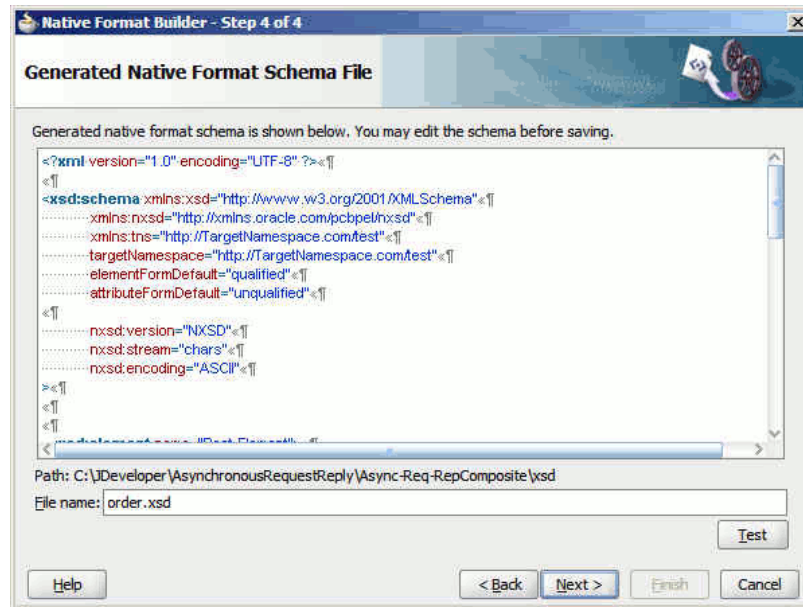 Native Format Builder - Step 4 of 4
Generated Native Format Schema File
Generated native format schema is shown below. You may edit the schema before saving.
<?xml·version="1.0"·encoding="UTF-8"·?>«¶
«¶
<xsd:schema·xmlns:xsd="http://www.w3.org/2001/XMLSchema"«¶
··········xmlns:nxsd="http://xmlns.oracle.com/pcbpel/nxsd"«¶
··········xmlns:tns="http://TargetNamespace.com/test"«¶
··········targetNamespace="http://TargetNamespace.com/test"«¶
··········elementFormDefault="qualified"«¶
··········attributeFormDefault="unqualified"«¶
«¶
··········nxsd:version="NXSD"«¶
··········nxsd:stream="chars"«¶
··········nxsd:encoding="ASCII"«¶
>«¶
«¶
«¶
Path: C:\JDeveloper\AsynchronousRequestReply\Async-Req-RepComposite\xsd
File name: order.xsd
Test
Help < Back Next > Finish Cancel